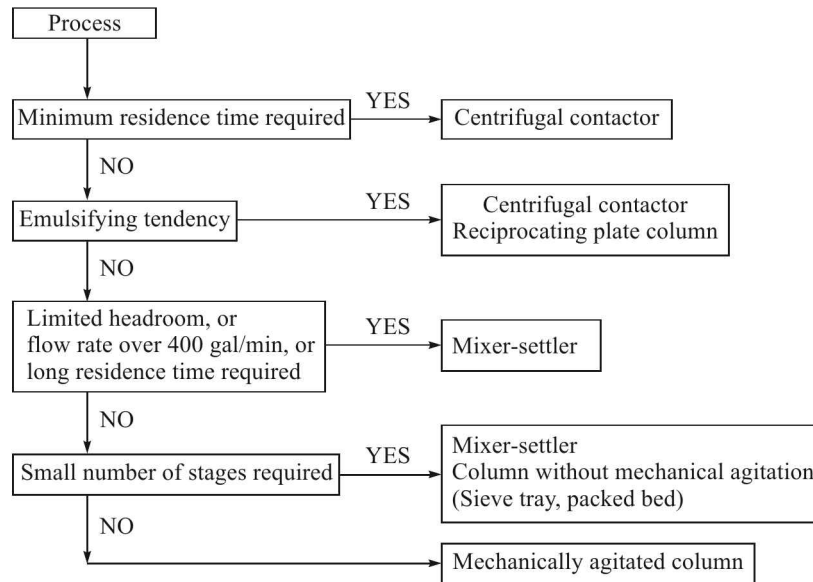 Process
Minimum residence time required
YES
Centrifugal contactor
NO
Emulsifying tendency
YES
Centrifugal contactor
Reciprocating plate column
NO
Limited headroom, or
flow rate over 400 gal/min, or
long residence time required
YES
Mixer-settler
NO
Small number of stages required
YES
Mixer-settler
Column without mechanical agitation
(Sieve tray, packed bed)
NO
Mechanically agitated column